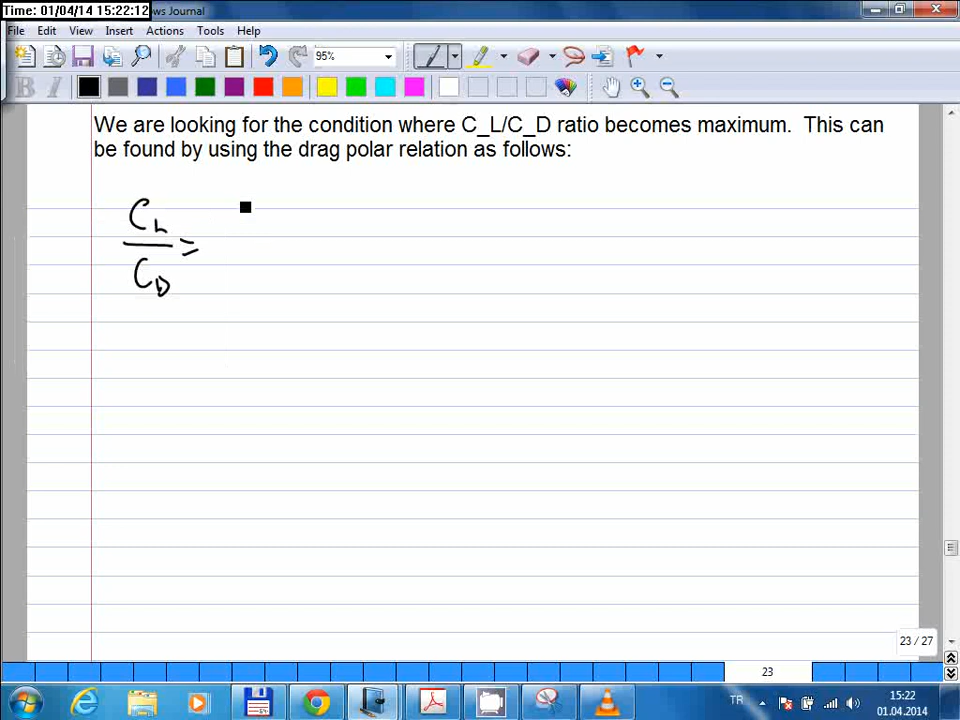 Time: 01/04/14 15:22:12
ows Journal
File Edit View Insert Actions Tools Help
95%
B I
We are looking for the condition where C_L/C_D ratio becomes maximum. This can
be found by using the drag polar relation as follows:
C_L
/ C_D =
23 / 27
23
TR
15:22
01.04.2014